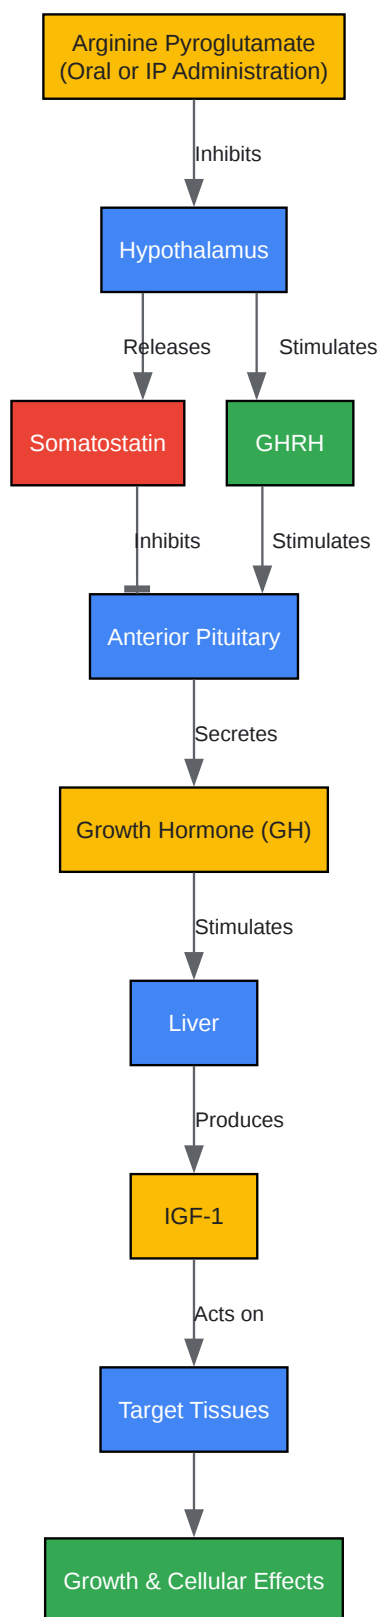 Arginine Pyroglutamate
(Oral or IP Administration)
Inhibits
Hypothalamus
Releases
Stimulates
Somatostatin
GHRH
Inhibits
Stimulates
Anterior Pituitary
Secretes
Growth Hormone (GH)
Stimulates
Liver
Produces
IGF-1
Acts on
Target Tissues
Growth & Cellular Effects